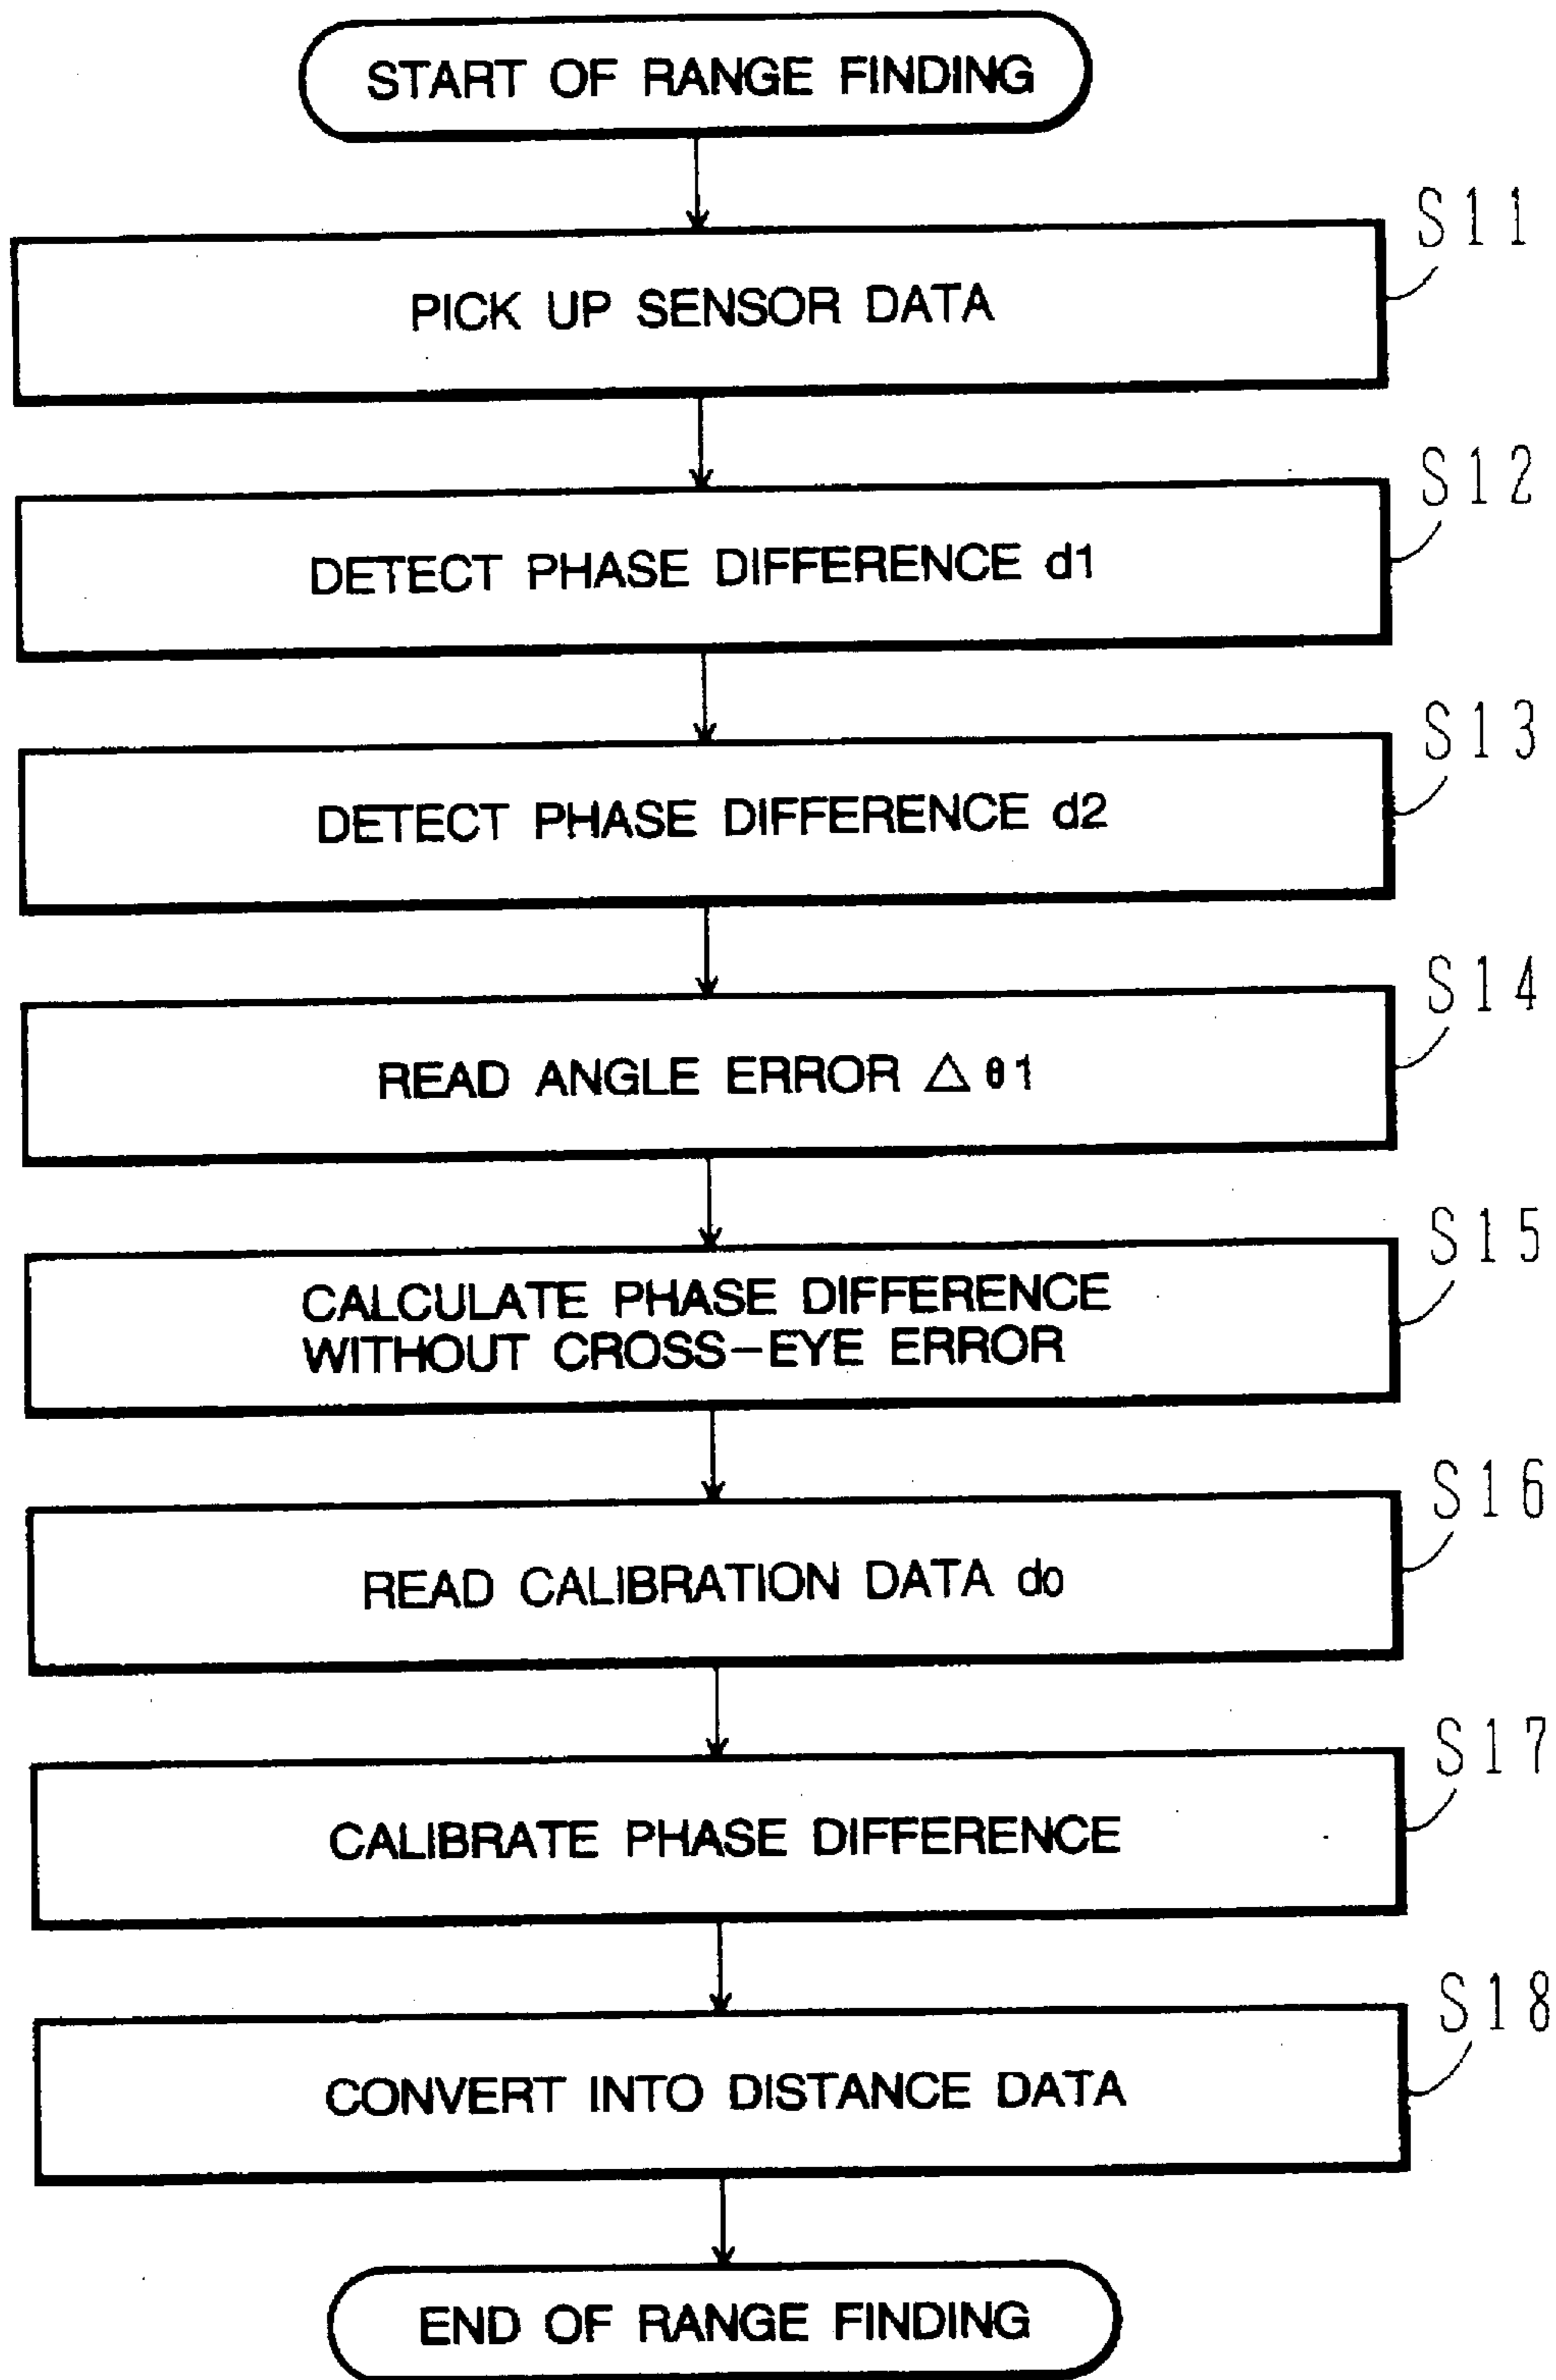 START OF RANGE FINDING
S11
PICK UP SENSOR DATA
S12
DETECT PHASE DIFFERENCE d1
S13
DETECT PHASE DIFFERENCE d2
S14
READ ANGLE ERROR △θ1
S15
CALCULATE PHASE DIFFERENCE
WITHOUT CROSS-EYE ERROR
S16
READ CALIBRATION DATA do
S17
CALIBRATE PHASE DIFFERENCE
S18
CONVERT INTO DISTANCE DATA
END OF RANGE FINDING